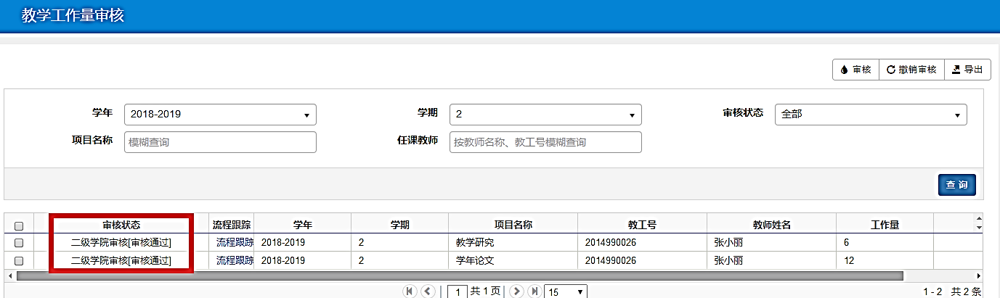 教学工作量审核
审核 撤销审核 导出
学年 2018-2019 学期 2 审核状态 全部
项目名称 模糊查询 任课教师 按教师名称、教工号模糊查询
查 询
审核状态 流程跟踪 学年 学期 项目名称 教工号 教师姓名 工作量
二级学院审核[审核通过] 流程跟踪 2018-2019 2 教学研究 2014990026 张小丽 6
二级学院审核[审核通过] 流程跟踪 2018-2019 2 学年论文 2014990026 张小丽 12
1 共 1 页 15 1 - 2 共 2 条